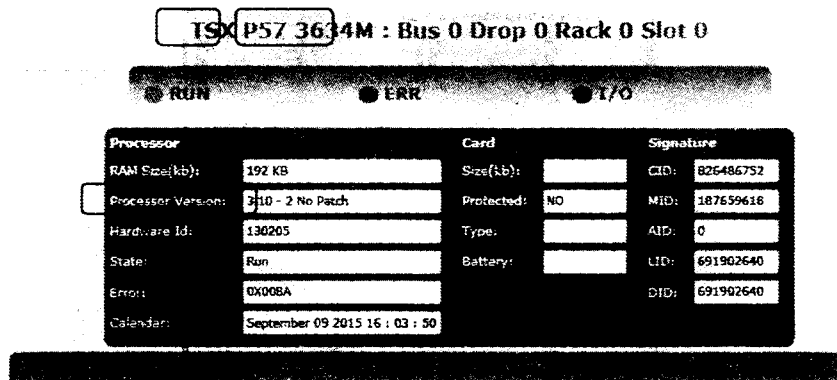 TSX P57 3634M : Bus 0 Drop 0 Rack 0 Slot 0
RUN ERR I/O
Processor Card Signature
RAM Size(kb): 192 KB Size(kb): CID: 826486752
Processor Version: 3.10 - 2 No Patch Protected: NO MID: 187659618
Hardware Id: 130205 Type: AID: 0
State: Run Battery: LID: 691902640
Error: 0X008A DID: 691902640
Calendar: September 09 2015 16 : 03 : 50